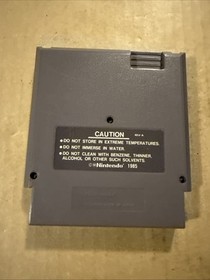 CAUTION
REV-A
• DO NOT STORE IN EXTREME TEMPERATURES.
• DO NOT IMMERSE IN WATER.
• DO NOT CLEAN WITH BENZENE, THINNER,
ALCOHOL OR OTHER SUCH SOLVENTS.
©®Nintendo 1985